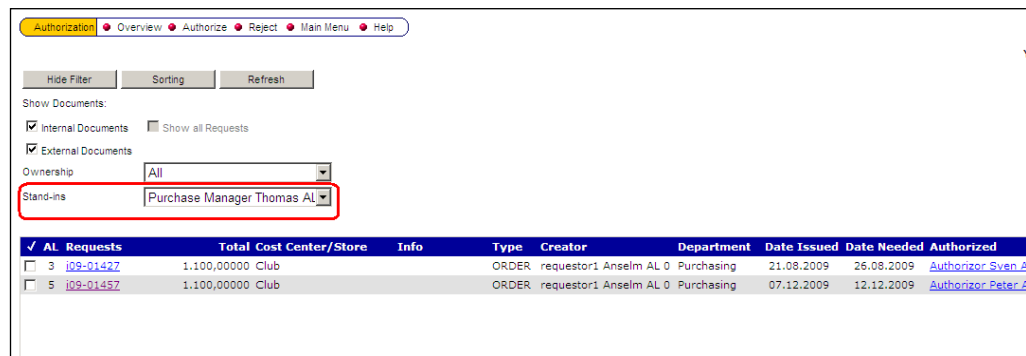 Authorization Overview Authorize Reject Main Menu Help
Hide Filter Sorting Refresh
Show Documents:
Internal Documents Show all Requests
External Documents
Ownership All
Stand-ins Purchase Manager Thomas AL
✓ AL Requests Total Cost Center/Store Info Type Creator Department Date Issued Date Needed Authorized
3 i09-01427 1.100,00000 Club ORDER requestor1 Anselm AL 0 Purchasing 21.08.2009 26.08.2009 Authorizor Sven A
5 i09-01457 1.100,00000 Club ORDER requestor1 Anselm AL 0 Purchasing 07.12.2009 12.12.2009 Authorizor Peter A